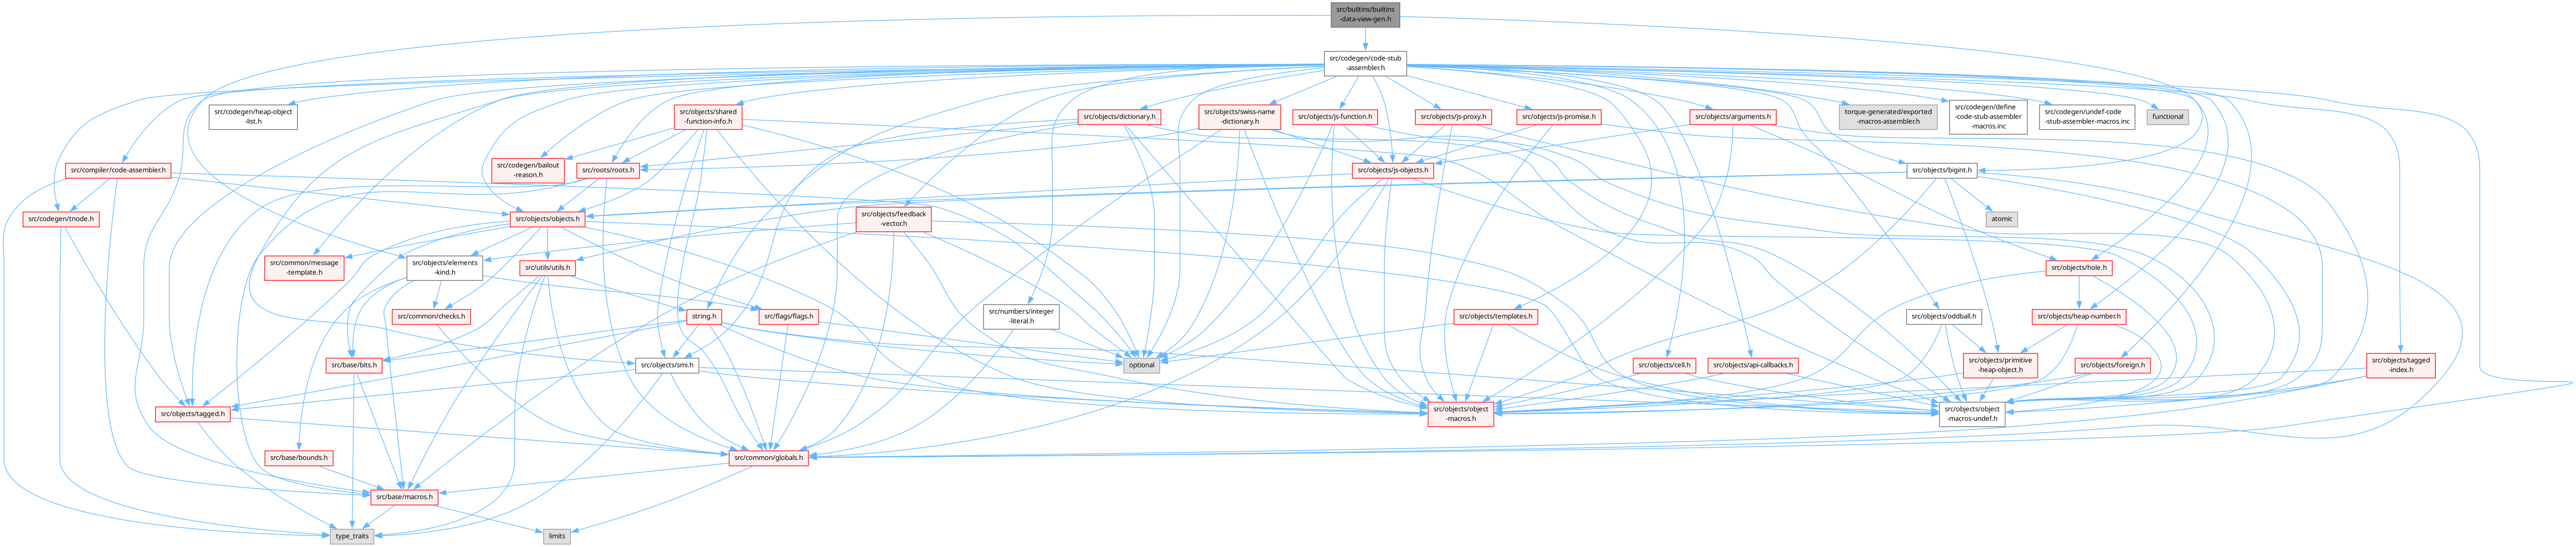 src/builtins/builtins
-data-view-gen.h
src/codegen/code-stub
-assembler.h
src/codegen/heap-object
-list.h
src/objects/shared
-function-info.h
src/objects/dictionary.h
src/objects/swiss-name
-dictionary.h
src/objects/js-function.h
src/objects/js-proxy.h
src/objects/js-promise.h
src/objects/arguments.h
torque-generated/exported
-macros-assembler.h
src/codegen/define
-code-stub-assembler
-macros.inc
src/codegen/undef-code
-stub-assembler-macros.inc
functional
src/compiler/code-assembler.h
src/codegen/bailout
-reason.h
src/roots/roots.h
src/objects/js-objects.h
src/objects/bigint.h
src/codegen/tnode.h
src/objects/objects.h
src/objects/feedback
-vector.h
atomic
src/common/message
-template.h
src/objects/elements
-kind.h
src/utils/utils.h
src/objects/hole.h
src/common/checks.h
string.h
src/flags/flags.h
src/numbers/integer
-literal.h
src/objects/templates.h
src/objects/oddball.h
src/objects/heap-number.h
src/base/bits.h
src/objects/smi.h
optional
src/objects/cell.h
src/objects/api-callbacks.h
src/objects/primitive
-heap-object.h
src/objects/foreign.h
src/objects/tagged
-index.h
src/objects/tagged.h
src/objects/object
-macros.h
src/objects/object
-macros-undef.h
src/base/bounds.h
src/common/globals.h
src/base/macros.h
type_traits
limits